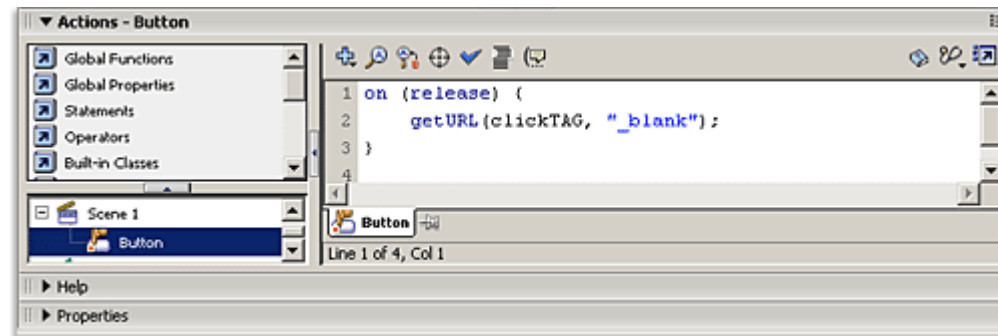 Actions - Button
Global Functions
Global Properties
Statements
Operators
Built-in Classes
Scene 1
Button
1 on (release) {
2 getURL(clickTAG, "_blank");
3 }
4
Button
Line 1 of 4, Col 1
Help
Properties